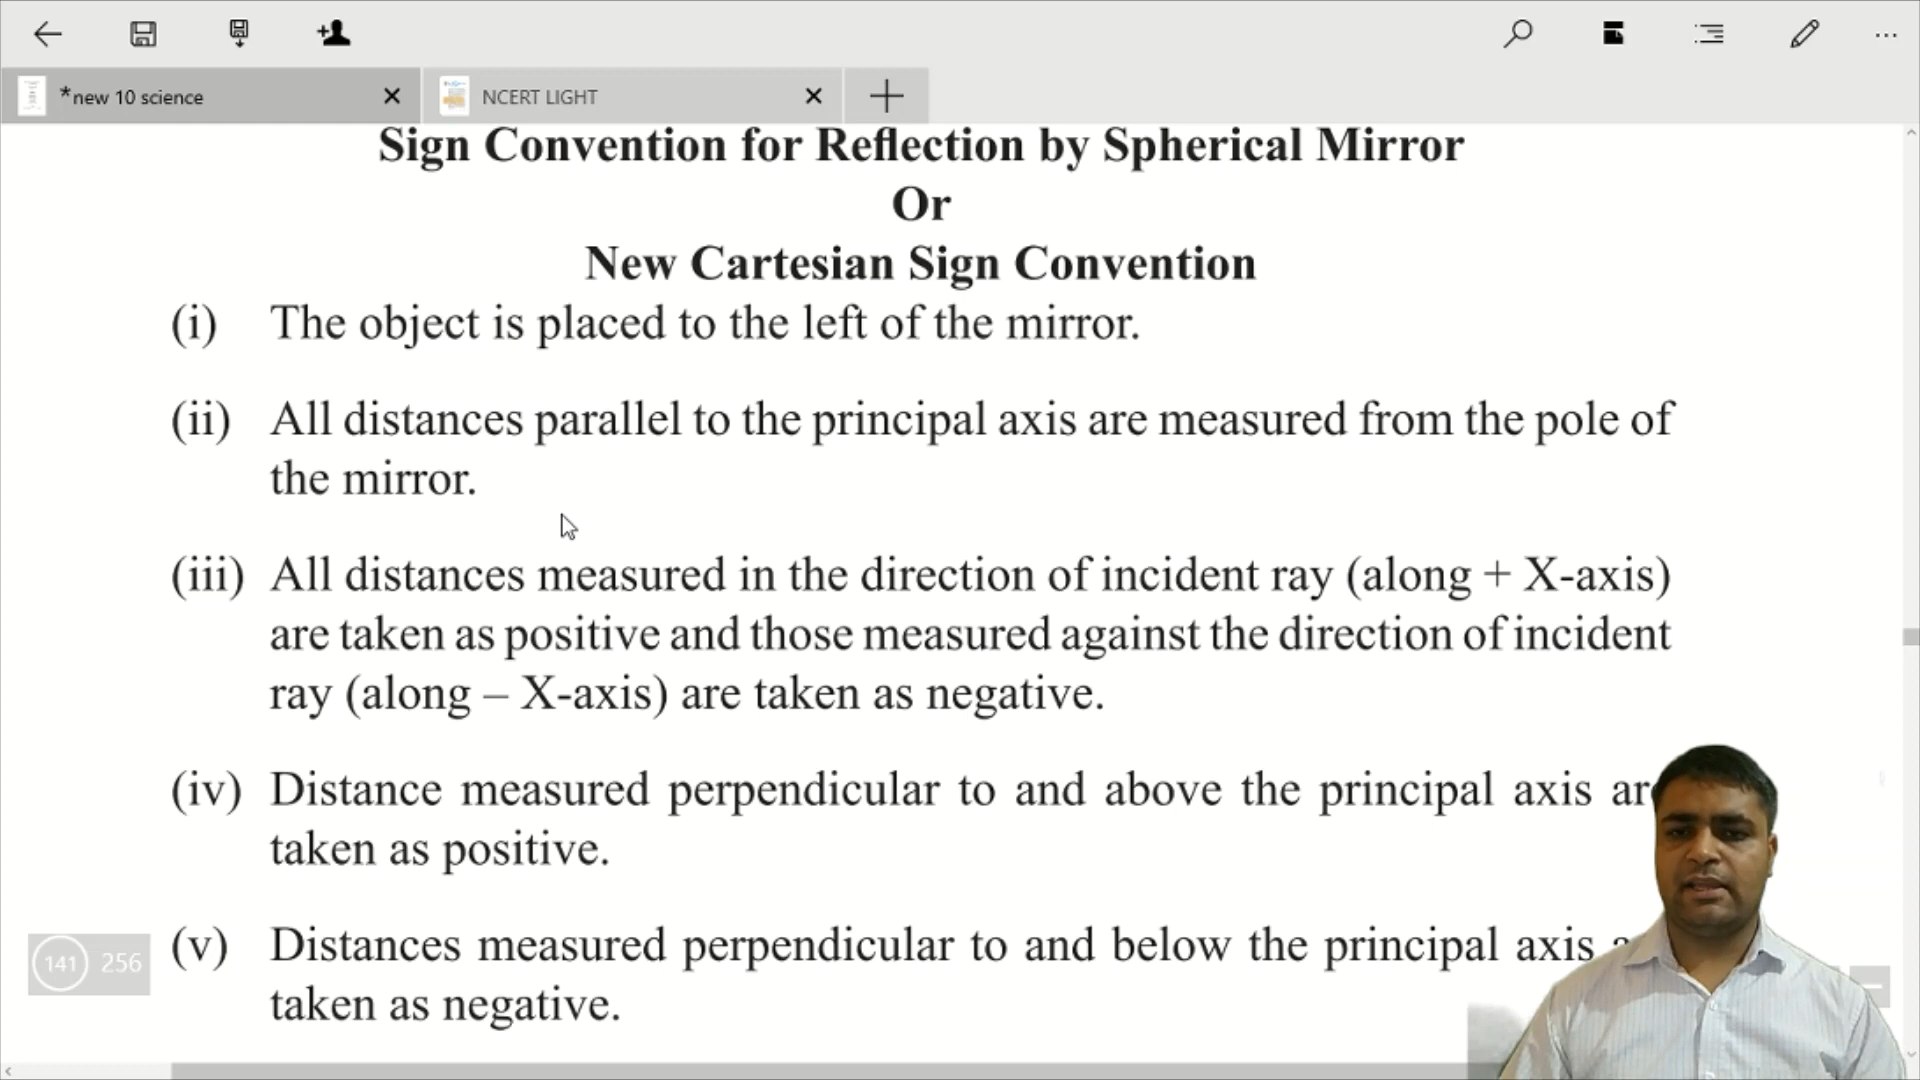 *new 10 science
NCERT LIGHT
Sign Convention for Reflection by Spherical Mirror
Or
New Cartesian Sign Convention
(i) The object is placed to the left of the mirror.
(ii) All distances parallel to the principal axis are measured from the pole of
the mirror.
(iii) All distances measured in the direction of incident ray (along + X-axis)
are taken as positive and those measured against the direction of incident
ray (along – X-axis) are taken as negative.
(iv) Distance measured perpendicular to and above the principal axis are
taken as positive.
(v) Distances measured perpendicular to and below the principal axis
taken as negative.
141 256